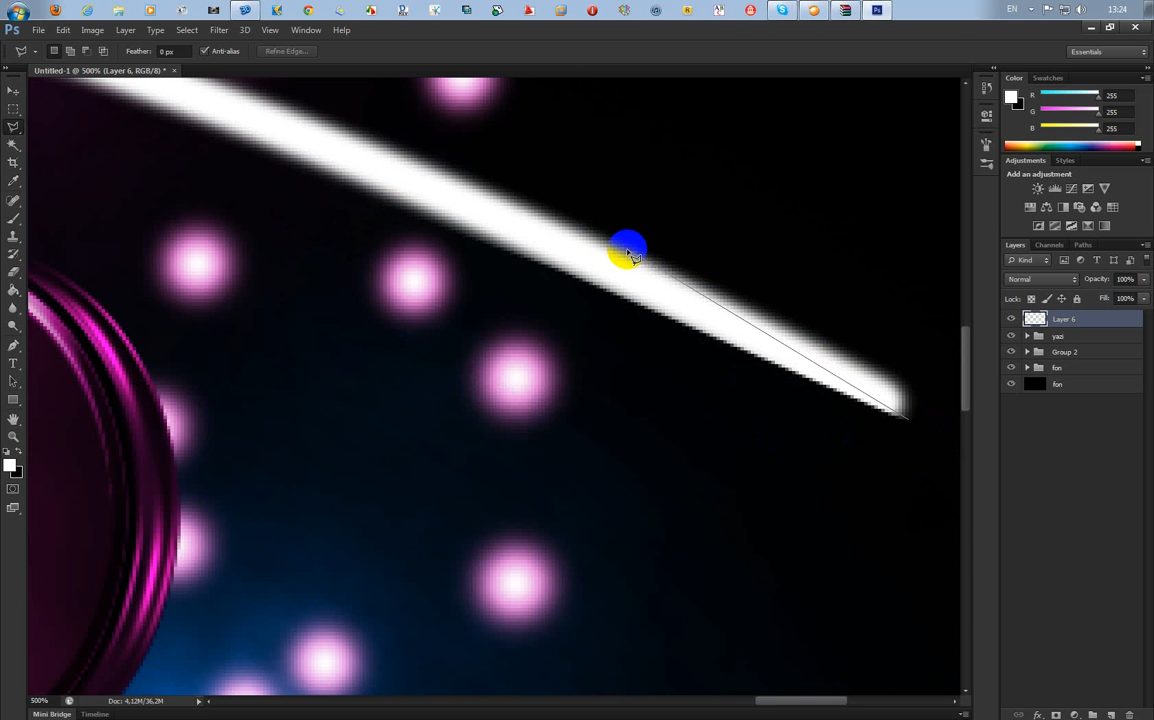 EN
13:24
Ps
File Edit Image Layer Type Select Filter 3D View Window Help
Feather: 0 px
Anti-alias
Refine Edge...
Essentials
Untitled-1 @ 500% (Layer 6, RGB/8) *
Color Swatches
R 255
G 255
B 255
Adjustments Styles
Add an adjustment
Layers Channels Paths
Kind
Normal
Opacity: 100%
Lock:
Fill: 100%
Layer 6
yazi
Group 2
fon
fon
500%
Doc: 4,12M/36,2M
Mini Bridge Timeline